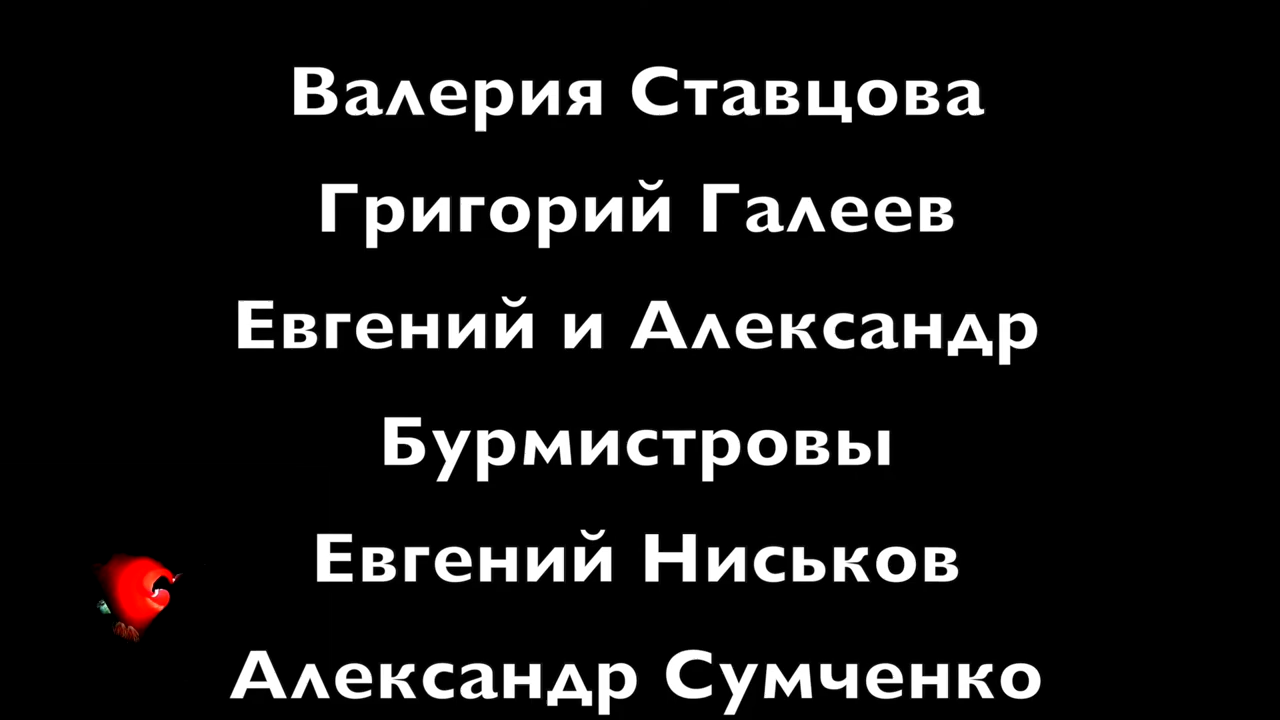 Валерия Ставцова
Григорий Галеев
Евгений и Александр
Бурмистровы
Евгений Ниськов
Александр Сумченко